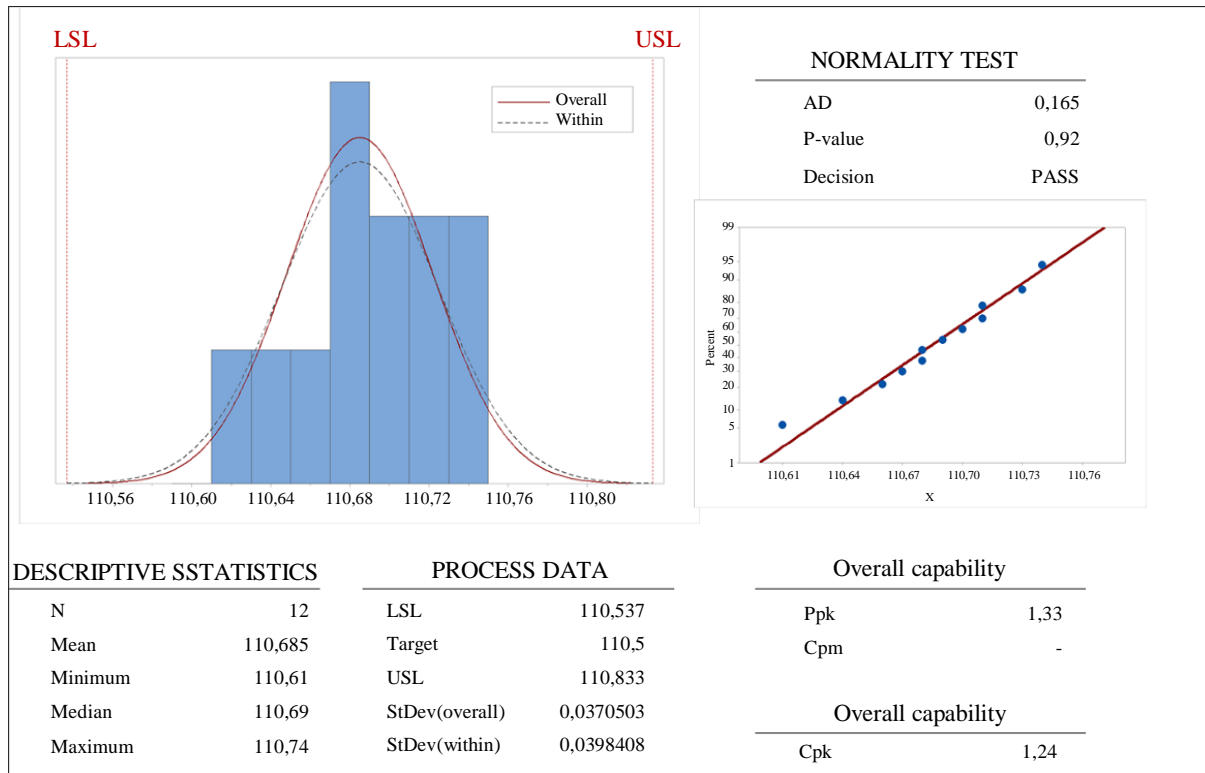 LSL USL
Overall
Within
110,56 110,60 110,64 110,68 110,72 110,76 110,80
NORMALITY TEST
AD 0,165
P-value 0,92
Decision PASS
99
95
90
80
70
60
50
40
30
20
10
5
1
Percent
110,61 110,64 110,67 110,70 110,73 110,76
X
DESCRIPTIVE SSTATISTICS
N 12
Mean 110,685
Minimum 110,61
Median 110,69
Maximum 110,74
PROCESS DATA
LSL 110,537
Target 110,5
USL 110,833
StDev(overall) 0,0370503
StDev(within) 0,0398408
Overall capability
Ppk 1,33
Cpm -
Overall capability
Cpk 1,24